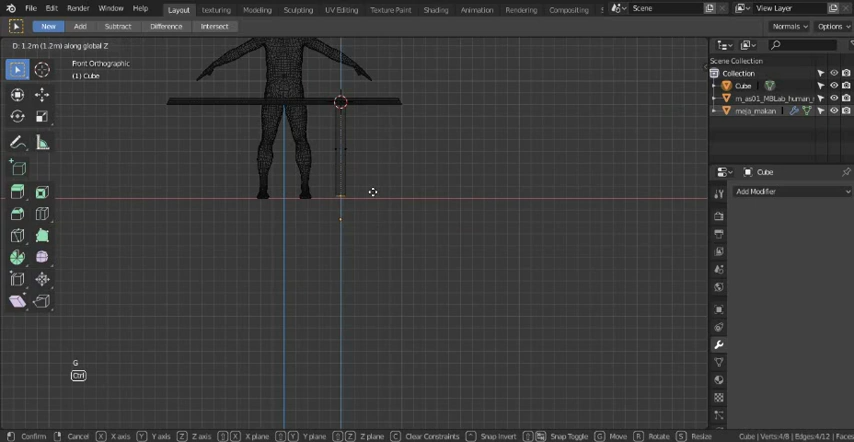 File Edit Render Window Help Layout texturing Modeling Sculpting UV Editing Texture Paint Shading Animation Rendering Compositing Scene View Layer
New Add Subtract Difference Intersect Normals Options
D: 1.2m (1.2m) along global Z
Front Orthographic
(1) Cube
Scene Collection
Collection
Cube
m_as01_MBLab_human_
meja_makan
Cube
Add Modifier
G
Ctrl
Confirm Cancel X X axis Y Y axis Z Z axis X X plane Y Y plane Z Z plane C Clear Constraints Snap Invert Snap Toggle G Move R Rotate S Resize Cube | Verts:4/8 | Edges:4/12 | Faces